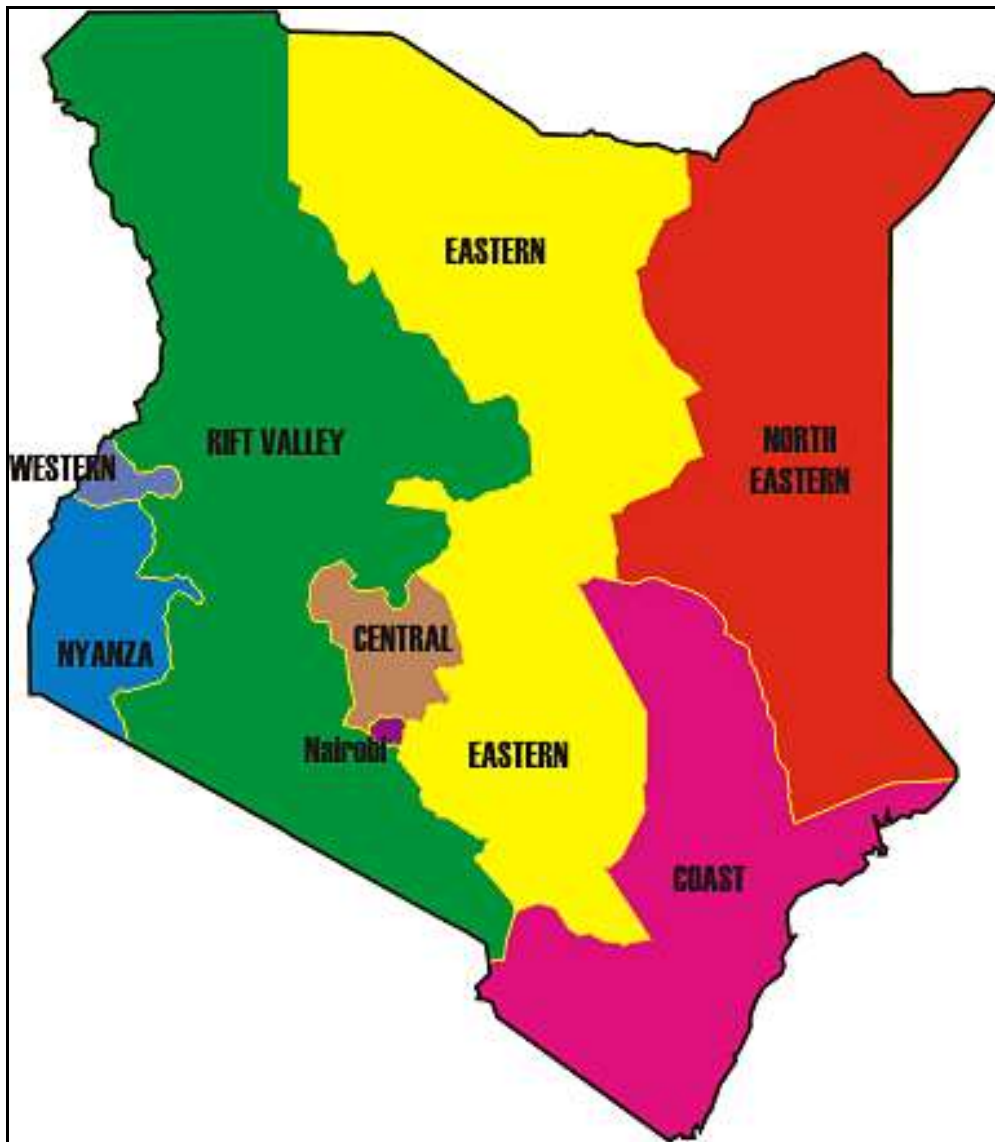 EASTERN
RIFT VALLEY
WESTERN
NORTH
EASTERN
NYANZA
CENTRAL
Nairobi
EASTERN
COAST